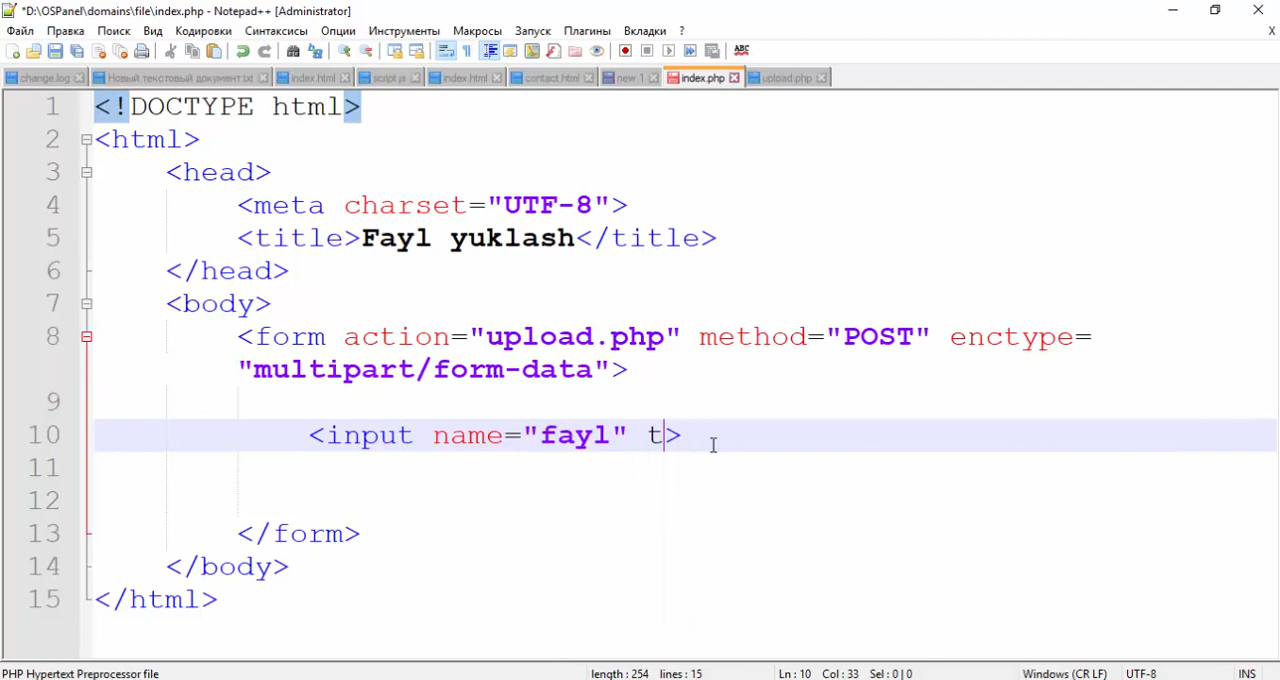 *D:\OSPanel\domains\file\index.php - Notepad++ [Administrator]
Файл Правка Поиск Вид Кодировки Синтаксисы Опции Инструменты Макросы Запуск Плагины Вкладки ? X
change.log Новый текстовый документ.txt index.html script.js index.html contact.html new 1 index.php upload.php
1 <!DOCTYPE html>
2 <html>
3 <head>
4 <meta charset="UTF-8">
5 <title>Fayl yuklash</title>
6 </head>
7 <body>
8 <form action="upload.php" method="POST" enctype=
"multipart/form-data">
9
10 <input name="fayl" t>
11
12
13 </form>
14 </body>
15 </html>
PHP Hypertext Preprocessor file length : 254 lines : 15 Ln : 10 Col : 33 Sel : 0 | 0 Windows (CR LF) UTF-8 INS